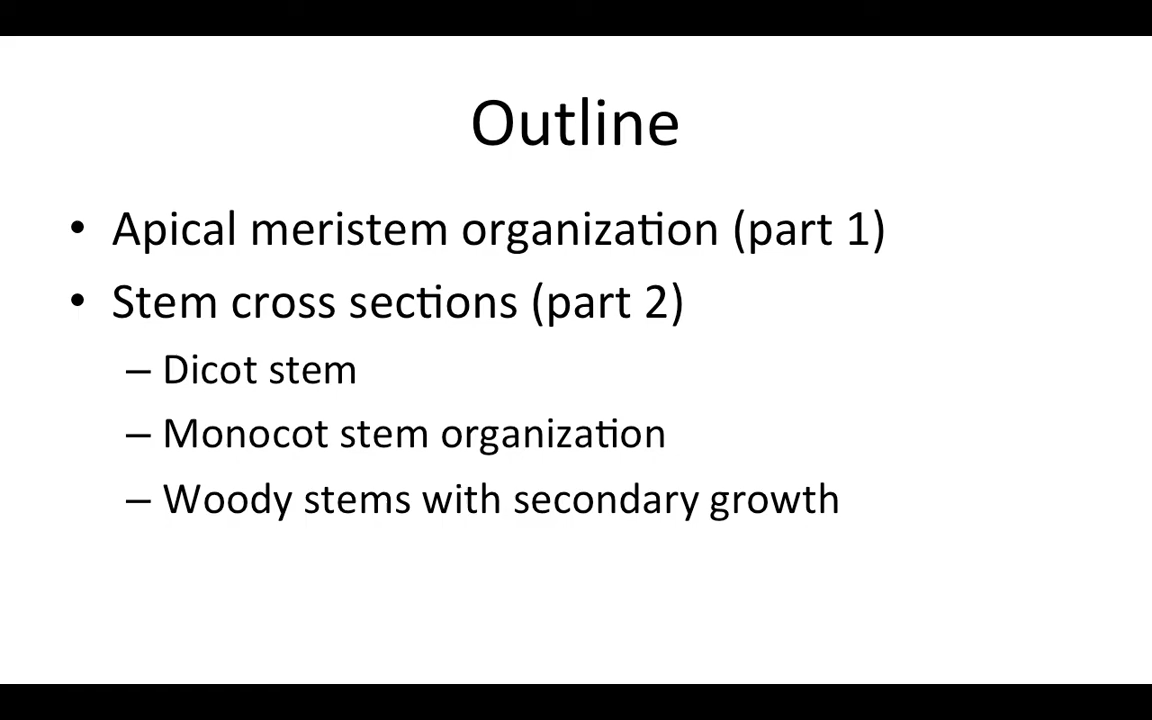 Outline
• Apical meristem organization (part 1)
• Stem cross sections (part 2)
– Dicot stem
– Monocot stem organization
– Woody stems with secondary growth